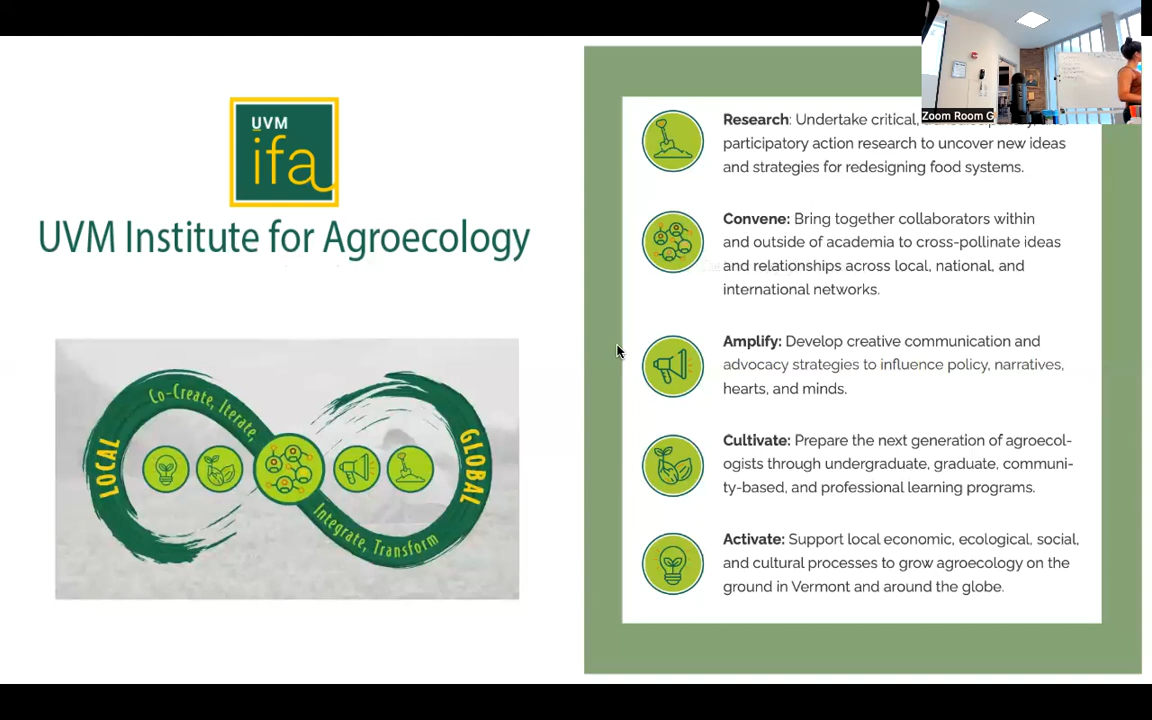 UVM
ifa
UVM Institute for Agroecology
Co-Create, Iterate,
LOCAL
GLOBAL
Integrate, Transform
Research: Undertake critical,
participatory action research to uncover new ideas
and strategies for redesigning food systems.
Convene: Bring together collaborators within
and outside of academia to cross-pollinate ideas
and relationships across local, national, and
international networks.
Amplify: Develop creative communication and
advocacy strategies to influence policy, narratives,
hearts, and minds.
Cultivate: Prepare the next generation of agroecol-
ogists through undergraduate, graduate, communi-
ty-based, and professional learning programs.
Activate: Support local economic, ecological, social,
and cultural processes to grow agroecology on the
ground in Vermont and around the globe.
Zoom Room G